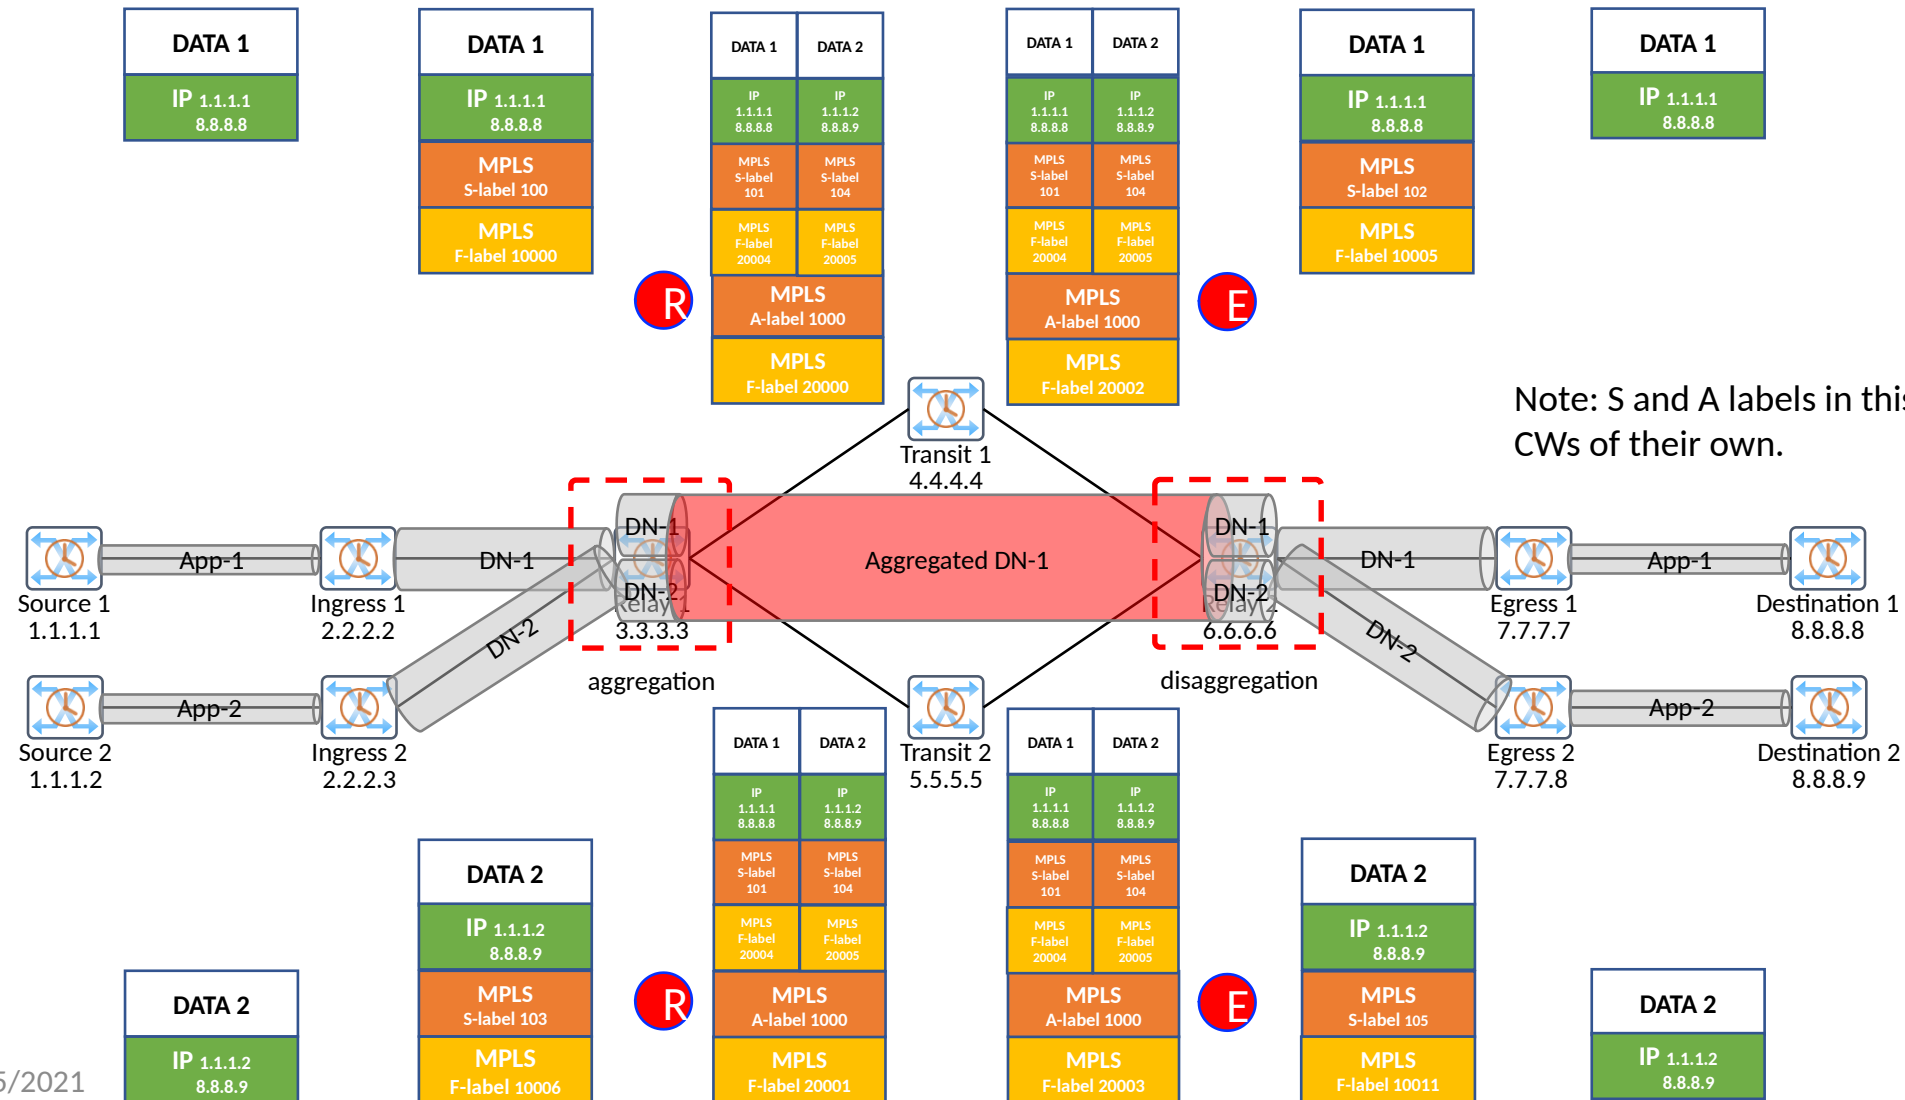 DATA 1
IP 1.1.1.1
8.8.8.8
DATA 1
IP 1.1.1.1
8.8.8.8
MPLS
S-label 100
MPLS
F-label 10000
DATA 1
DATA 2
IP
1.1.1.1
8.8.8.8
IP
1.1.1.2
8.8.8.9
MPLS
S-label
101
MPLS
S-label
104
MPLS
F-label
20004
MPLS
F-label
20005
MPLS
A-label 1000
MPLS
F-label 20000
DATA 1
DATA 2
IP
1.1.1.1
8.8.8.8
IP
1.1.1.2
8.8.8.9
MPLS
S-label
101
MPLS
S-label
104
MPLS
F-label
20004
MPLS
F-label
20005
MPLS
A-label 1000
MPLS
F-label 20002
DATA 1
IP 1.1.1.1
8.8.8.8
MPLS
S-label 102
MPLS
F-label 10005
DATA 1
IP 1.1.1.1
8.8.8.8
R
E
Note: S and A labels in this
CWs of their own.
Transit 1
4.4.4.4
App-1
DN-1
DN-1
DN-2
Aggregated DN-1
DN-1
DN-2
DN-1
App-1
Source 1
1.1.1.1
Ingress 1
2.2.2.2
Relay 1
3.3.3.3
Relay 2
6.6.6.6
Egress 1
7.7.7.7
Destination 1
8.8.8.8
DN-2
DN-2
aggregation
disaggregation
App-2
App-2
Source 2
1.1.1.2
Ingress 2
2.2.2.3
Transit 2
5.5.5.5
Egress 2
7.7.7.8
Destination 2
8.8.8.9
DATA 2
IP 1.1.1.2
8.8.8.9
DATA 2
IP 1.1.1.2
8.8.8.9
MPLS
S-label 103
MPLS
F-label 10006
R
DATA 1
DATA 2
IP
1.1.1.1
8.8.8.8
IP
1.1.1.2
8.8.8.9
MPLS
S-label
101
MPLS
S-label
104
MPLS
F-label
20004
MPLS
F-label
20005
MPLS
A-label 1000
MPLS
F-label 20001
DATA 1
DATA 2
IP
1.1.1.1
8.8.8.8
IP
1.1.1.2
8.8.8.9
MPLS
S-label
101
MPLS
S-label
104
MPLS
F-label
20004
MPLS
F-label
20005
MPLS
A-label 1000
MPLS
F-label 20003
E
DATA 2
IP 1.1.1.2
8.8.8.9
MPLS
S-label 105
MPLS
F-label 10011
DATA 2
IP 1.1.1.2
8.8.8.9
5/2021